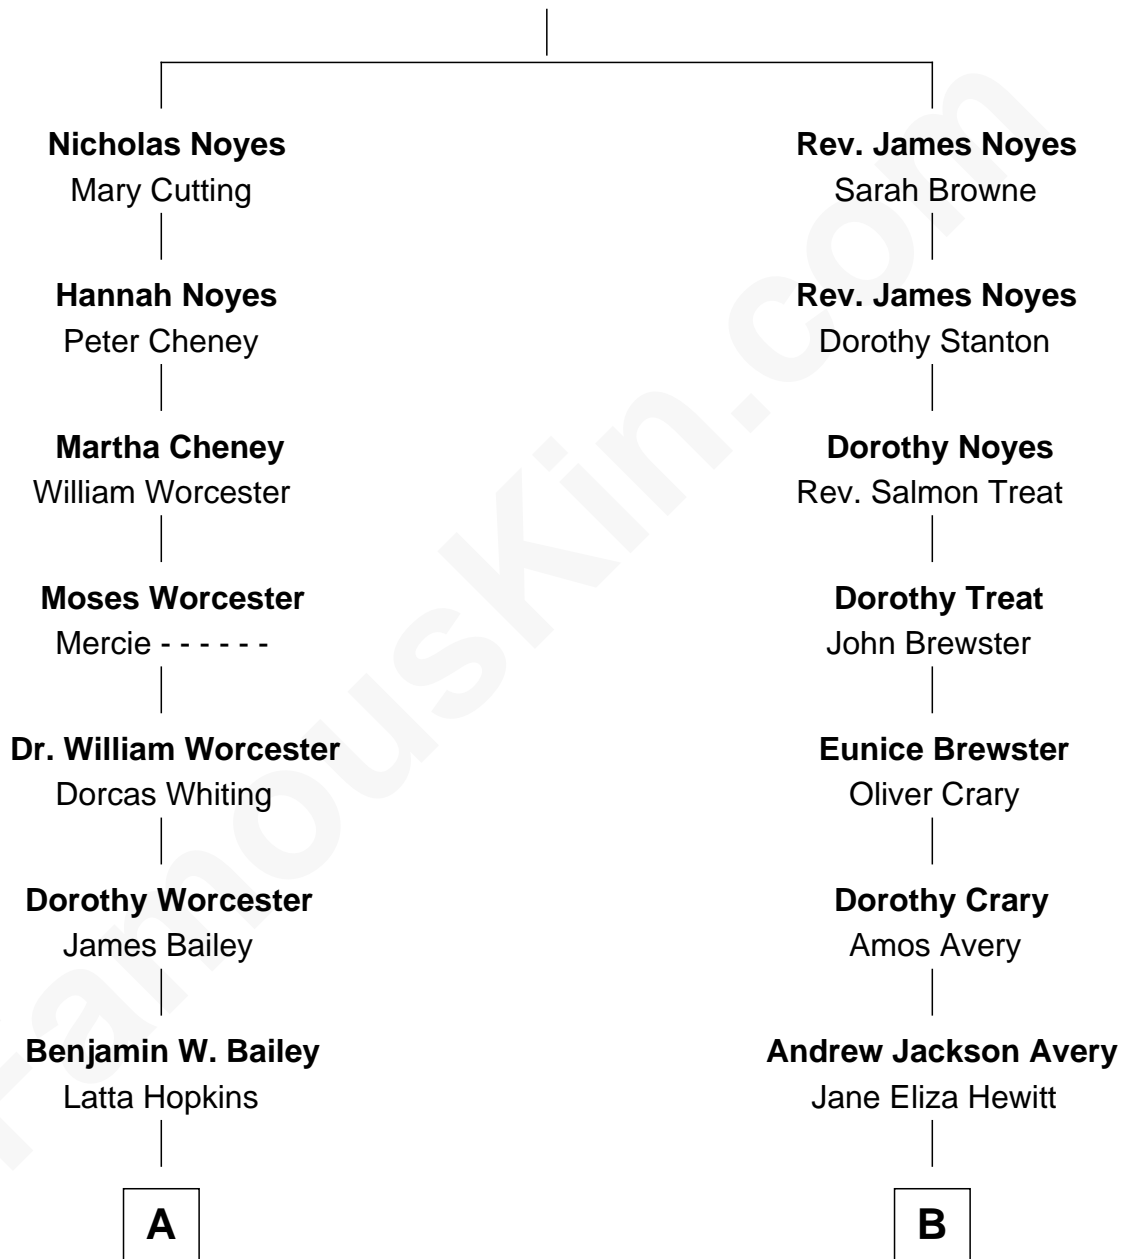 Nicholas Noyes
Mary Cutting
Hannah Noyes
Peter Cheney
Martha Cheney
William Worcester
Moses Worcester
Mercie - - - - - -
Dr. William Worcester
Dorcas Whiting
Dorothy Worcester
James Bailey
Benjamin W. Bailey
Latta Hopkins
A
Rev. James Noyes
Sarah Browne
Rev. James Noyes
Dorothy Stanton
Dorothy Noyes
Rev. Salmon Treat
Dorothy Treat
John Brewster
Eunice Brewster
Oliver Crary
Dorothy Crary
Amos Avery
Andrew Jackson Avery
Jane Eliza Hewitt
B
FamousKin.com